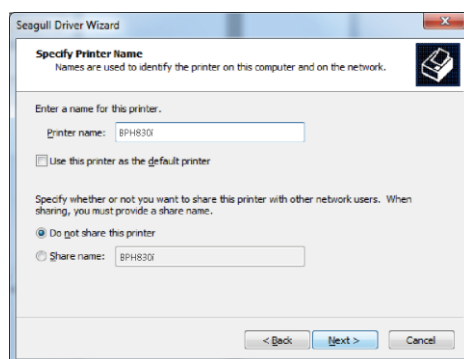 Seagull Driver Wizard
Specify Printer Name
Names are used to identify the printer on this computer and on the network.
Enter a name for this printer.
Printer name: BPH830i
Use this printer as the default printer
Specify whether or not you want to share this printer with other network users. When
sharing, you must provide a share name.
Do not share this printer
Share name: BPH830i
< Back Next > Cancel